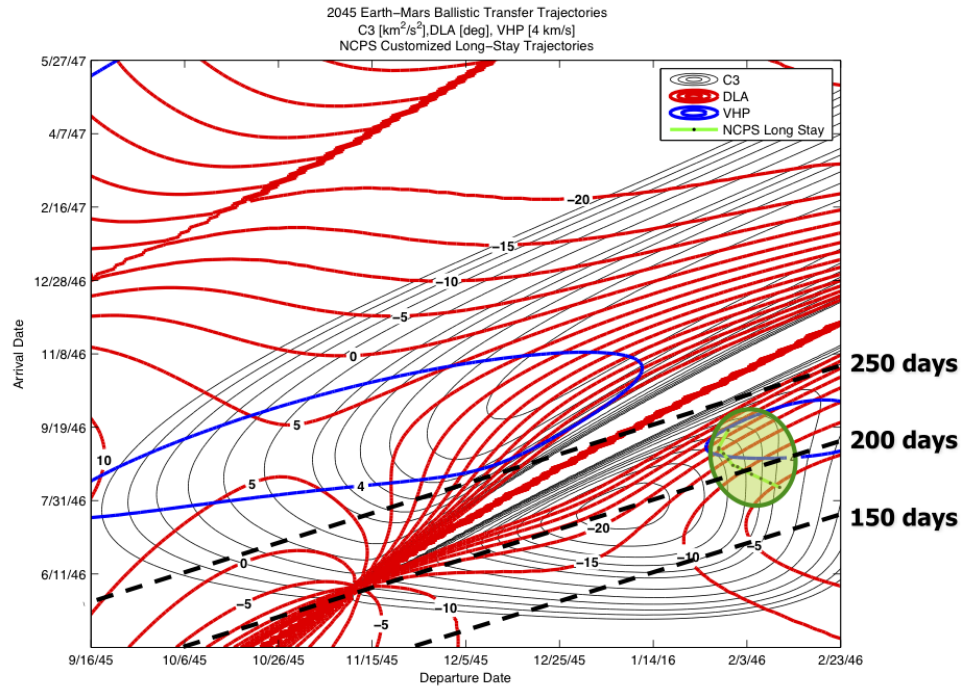 2045 Earth−Mars Ballistic Transfer Trajectories
C3 [km²/s²],DLA [deg], VHP [4 km/s]
NCPS Customized Long−Stay Trajectories
5/27/47
4/7/47
2/16/47
12/28/46
11/8/46
9/19/46
7/31/46
6/11/46
Arrival Date
C3
DLA
VHP
NCPS Long Stay
−20
−15
−10
−5
0
5
10
5
4
0
−5
−5
−10
−20
−15
−10
−5
250 days
200 days
150 days
9/16/45
10/6/45
10/26/45
11/15/45
12/5/45
12/25/45
1/14/16
2/3/46
2/23/46
Departure Date